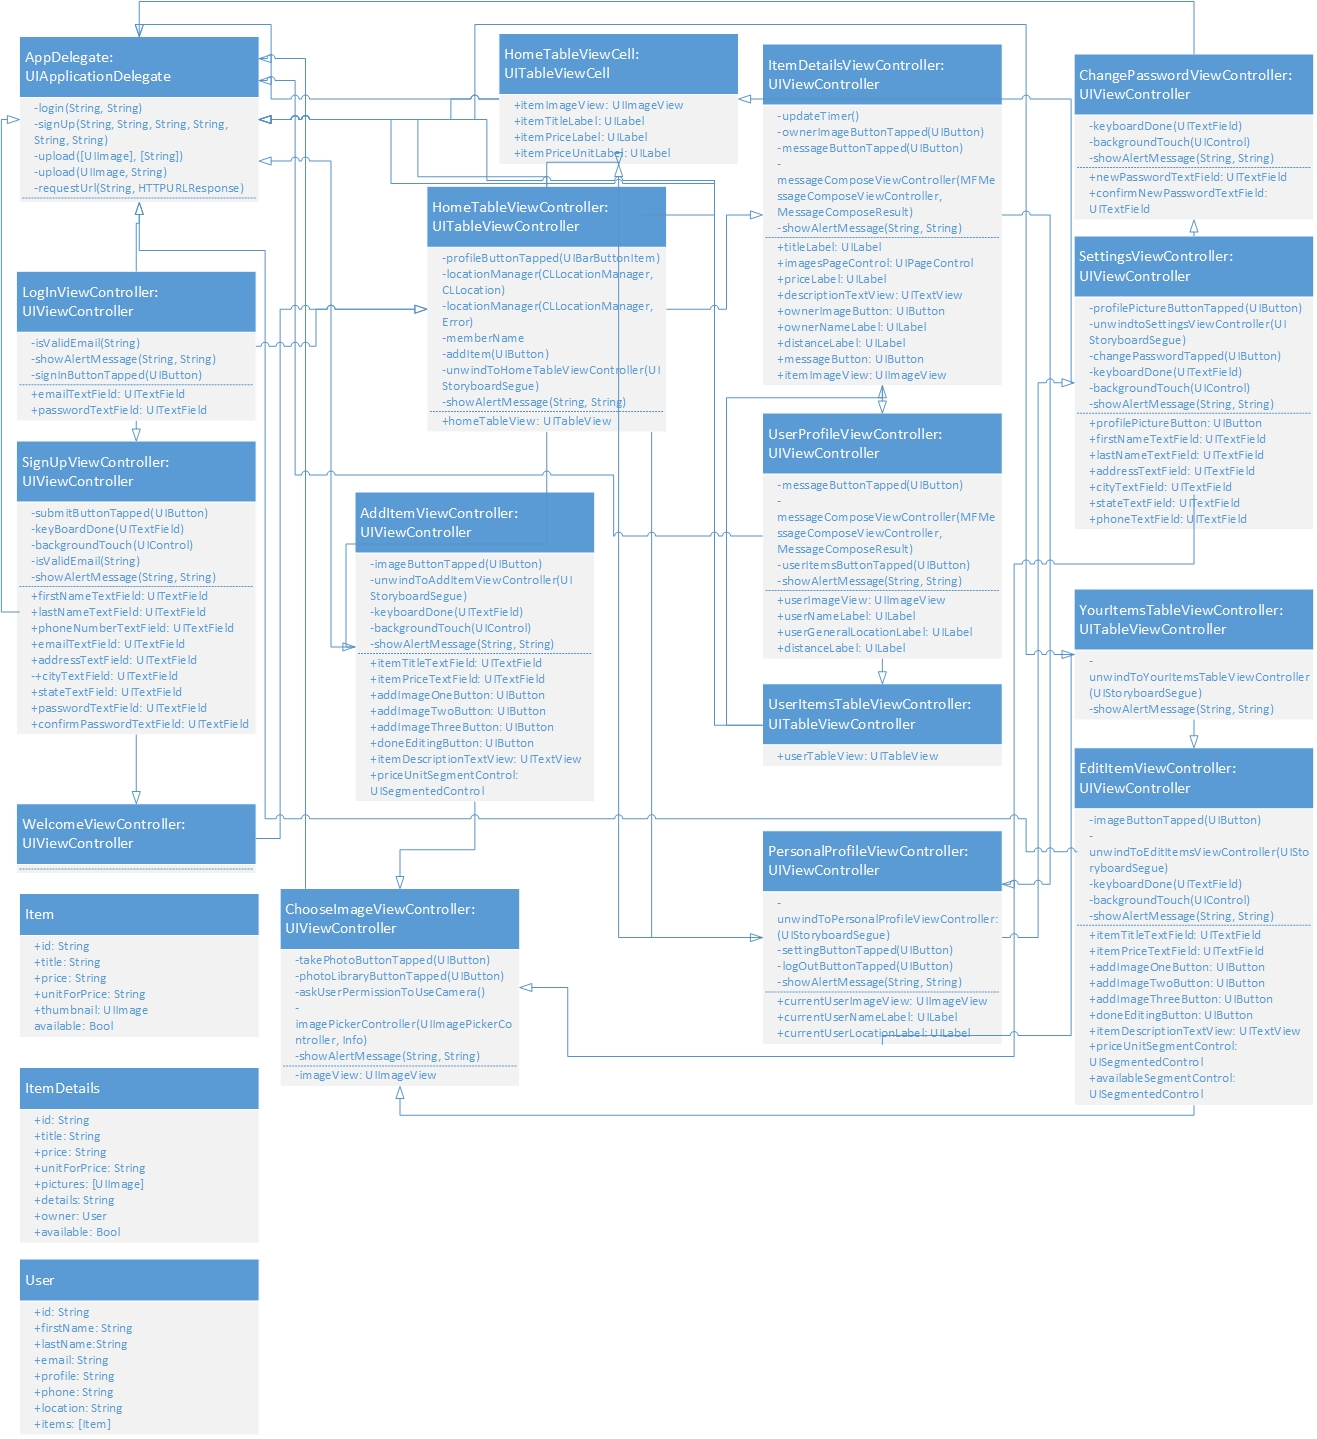 AppDelegate:
UIApplicationDelegate
-login(String, String)
-signUp(String, String, String, String,
String, String)
-upload([UIImage], [String])
-upload(UIImage, String)
-requestUrl(String, HTTPURLResponse)
LogInViewController:
UIViewController
-isValidEmail(String)
-showAlertMessage(String, String)
-signInButtonTapped(UIButton)
+emailTextField: UITextField
+passwordTextField: UITextField
SignUpViewController:
UIViewController
-submitButtonTapped(UIButton)
-keyBoardDone(UITextField)
-backgroundTouch(UIControl)
-isValidEmail(String)
-showAlertMessage(String, String)
+firstNameTextField: UITextField
+lastNameTextField: UITextField
+phoneNumberTextField: UITextField
+emailTextField: UITextField
+addressTextField: UITextField
-+cityTextField: UITextField
+stateTextField: UITextField
+passwordTextField: UITextField
+confirmPasswordTextField: UITextField
WelcomeViewController:
UIViewController
Item
+id: String
+title: String
+price: String
+unitForPrice: String
+thumbnail: UIImage
available: Bool
ItemDetails
+id: String
+title: String
+price: String
+unitForPrice: String
+pictures: [UIImage]
+details: String
+owner: User
+available: Bool
User
+id: String
+firstName: String
+lastName:String
+email: String
+profile: String
+phone: String
+location: String
+items: [Item]
HomeTableViewCell:
UITableViewCell
+itemImageView: UIImageView
+itemTitleLabel: UILabel
+itemPriceLabel: UILabel
+itemPriceUnitLabel: UILabel
HomeTableViewController:
UITableViewController
-profileButtonTapped(UIBarButtonItem)
-locationManager(CLLocationManager,
CLLocation)
-locationManager(CLLocationManager,
Error)
-memberName
-addItem(UIButton)
-unwindToHomeTableViewController(UI
StoryboardSegue)
-showAlertMessage(String, String)
+homeTableView: UITableView
AddItemViewController:
UIViewController
-imageButtonTapped(UIButton)
-unwindToAddItemViewController(UI
StoryboardSegue)
-keyboardDone(UITextField)
-backgroundTouch(UIControl)
-showAlertMessage(String, String)
+itemTitleTextField: UITextField
+itemPriceTextField: UITextField
+addImageOneButton: UIButton
+addImageTwoButton: UIButton
+addImageThreeButton: UIButton
+doneEditingButton: UIButton
+itemDescriptionTextView: UITextView
+priceUnitSegmentControl:
UISegmentedControl
ChooseImageViewController:
UIViewController
-takePhotoButtonTapped(UIButton)
-photoLibraryButtonTapped(UIButton)
-askUserPermissionToUseCamera()
-
imagePickerController(UIImagePickerCo
ntroller, Info)
-showAlertMessage(String, String)
-imageView: UIImageView
ItemDetailsViewController:
UIViewController
-updateTimer()
-ownerImageButtonTapped(UIButton)
-messageButtonTapped(UIButton)
-
messageComposeViewController(MFMe
ssageComposeViewController,
MessageComposeResult)
-showAlertMessage(String, String)
+titleLabel: UILabel
+imagesPageControl: UIPageControl
+priceLabel: UILabel
+descriptionTextView: UITextView
+ownerImageButton: UIButton
+ownerNameLabel: UILabel
+distanceLabel: UILabel
+messageButton: UIButton
+itemImageView: UIImageView
UserProfileViewController:
UIViewController
-messageButtonTapped(UIButton)
-
messageComposeViewController(MFMe
ssageComposeViewController,
MessageComposeResult)
-userItemsButtonTapped(UIButton)
-showAlertMessage(String, String)
+userImageView: UIImageView
+userNameLabel: UILabel
+userGeneralLocationLabel: UILabel
+distanceLabel: UILabel
UserItemsTableViewController:
UITableViewController
+userTableView: UITableView
PersonalProfileViewController:
UIViewController
-
unwindToPersonalProfileViewController:
(UIStoryboardSegue)
-settingButtonTapped(UIButton)
-logOutButtonTapped(UIButton)
-showAlertMessage(String, String)
+currentUserImageView: UIImageView
+currentUserNameLabel: UILabel
+currentUserLocationLabel: UILabel
ChangePasswordViewController:
UIViewController
-keyboardDone(UITextField)
-backgroundTouch(UIControl)
-showAlertMessage(String, String)
+newPasswordTextField: UITextField
+confirmNewPasswordTextField:
UITextField
SettingsViewController:
UIViewController
-profilePictureButtonTapped(UIButton)
-unwindtoSettingsViewController(UI
StoryboardSegue)
-changePasswordTapped(UIButton)
-keyboardDone(UITextField)
-backgroundTouch(UIControl)
-showAlertMessage(String, String)
+profilePictureButton: UIButton
+firstNameTextField: UITextField
+lastNameTextField: UITextField
+addressTextField: UITextField
+cityTextField: UITextField
+stateTextField: UITextField
+phoneTextField: UITextField
YourItemsTableViewController:
UITableViewController
-
unwindToYourItemsTableViewController
(UIStoryboardSegue)
-showAlertMessage(String, String)
EditItemViewController:
UIViewController
-imageButtonTapped(UIButton)
-
unwindToEditItemsViewController(UISto
ryboardSegue)
-keyboardDone(UITextField)
-backgroundTouch(UIControl)
-showAlertMessage(String, String)
+itemTitleTextField: UITextField
+itemPriceTextField: UITextField
+addImageOneButton: UIButton
+addImageTwoButton: UIButton
+addImageThreeButton: UIButton
+doneEditingButton: UIButton
+itemDescriptionTextView: UITextView
+priceUnitSegmentControl:
UISegmentedControl
+availableSegmentControl:
UISegmentedControl